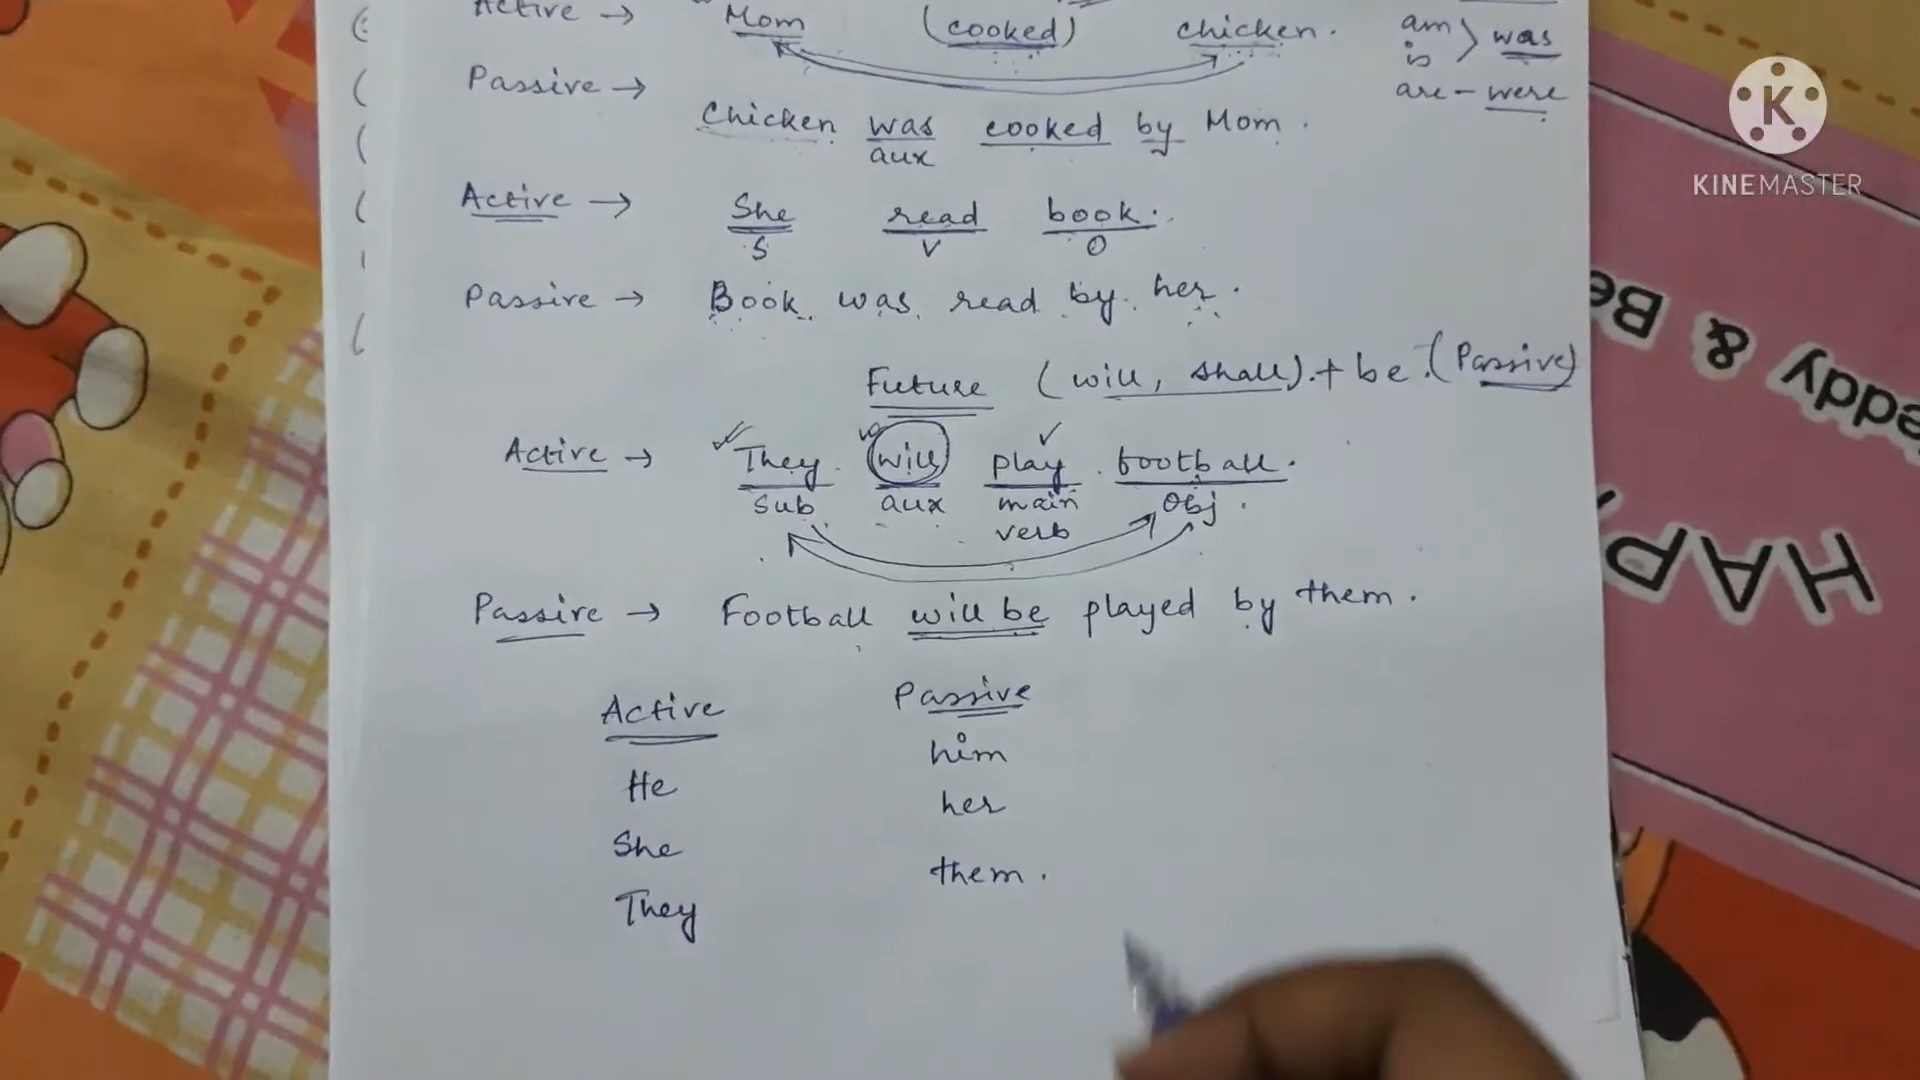 Active → Mom (cooked) chicken.
am
is > was
are - were
Passive →
Chicken was cooked by Mom.
aux
Active → She read book.
S V O
Passive → Book was read by her.
Future (will, shall) + be (Passive)
Active → They will play football.
sub aux main verb Obj.
Passive → Football will be played by them.
Active Passive
He him
She her
They them.
K
KINEMASTER
eddy & Be
HAP